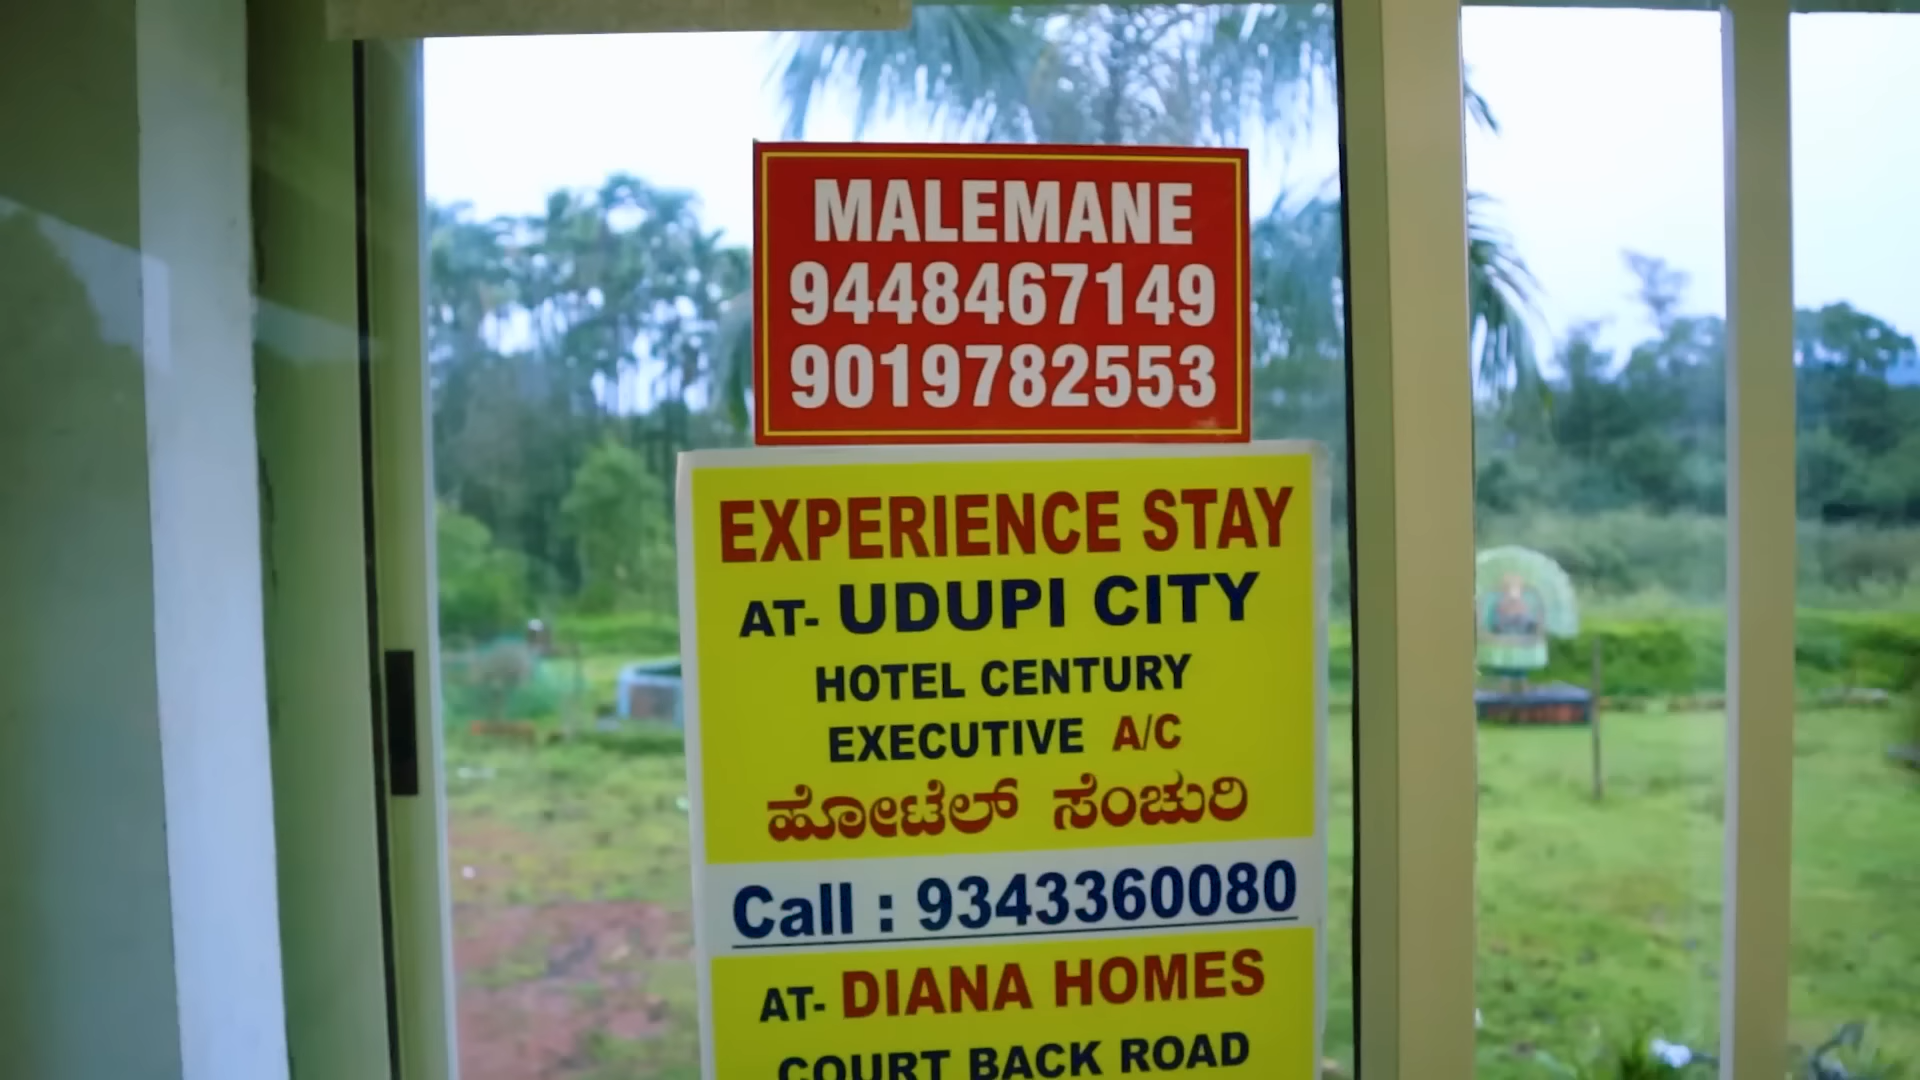 MALEMANE
9448467149
9019782553
EXPERIENCE STAY
AT- UDUPI CITY
HOTEL CENTURY
EXECUTIVE A/C
ಹೋಟೆಲ್ ಸೆಂಚುರಿ
Call : 9343360080
AT- DIANA HOMES
COURT BACK ROAD